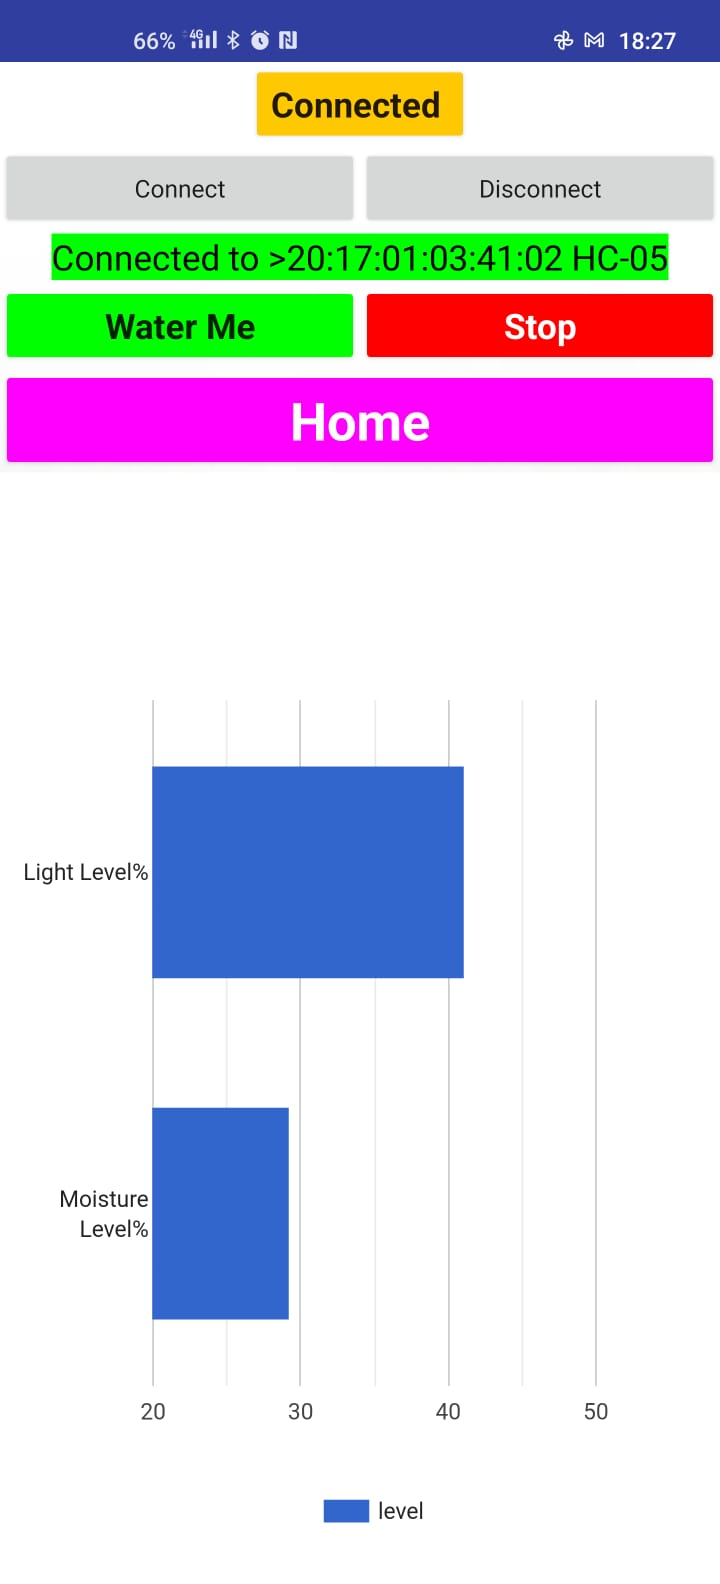 66% 4G 18:27
Connected
Connect Disconnect
Connected to >20:17:01:03:41:02 HC-05
Water Me Stop
Home
Light Level%
Moisture
Level%
20 30 40 50
level